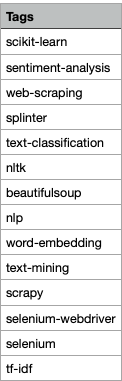 Tags
scikit-learn
sentiment-analysis
web-scraping
splinter
text-classification
nltk
beautifulsoup
nlp
word-embedding
text-mining
scrapy
selenium-webdriver
selenium
tf-idf